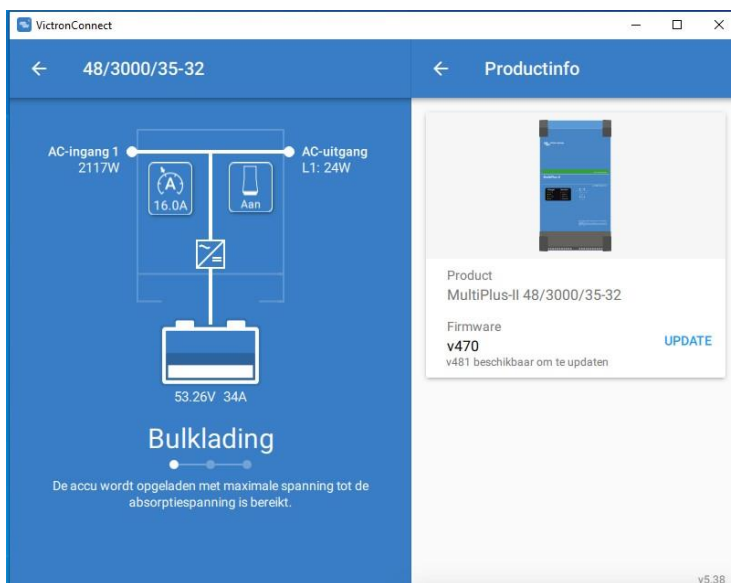 VictronConnect
48/3000/35-32
AC-ingang 1
2117W
16.0A
Aan
AC-uitgang
L1: 24W
53.26V 34A
Bulklading
De accu wordt opgeladen met maximale spanning tot de
absorptiespanning is bereikt.
Productinfo
Product
MultiPlus-II 48/3000/35-32
Firmware
v470
UPDATE
v481 beschikbaar om te updaten
v5.38